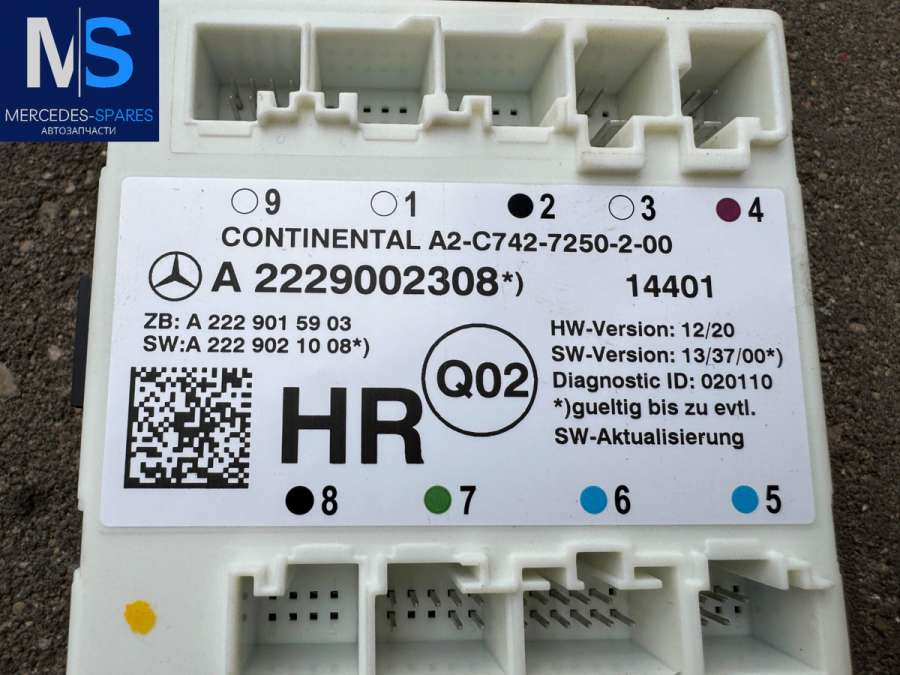 MS
MERCEDES-SPARES
АВТОЗАПЧАСТИ
9 1 2 3 4
CONTINENTAL A2-C742-7250-2-00
A 2229002308*) 14401
ZB: A 222 901 59 03
SW:A 222 902 10 08*)
HR
Q02
HW-Version: 12/20
SW-Version: 13/37/00*)
Diagnostic ID: 020110
*)gueltig bis zu evtl.
SW-Aktualisierung
8 7 6 5